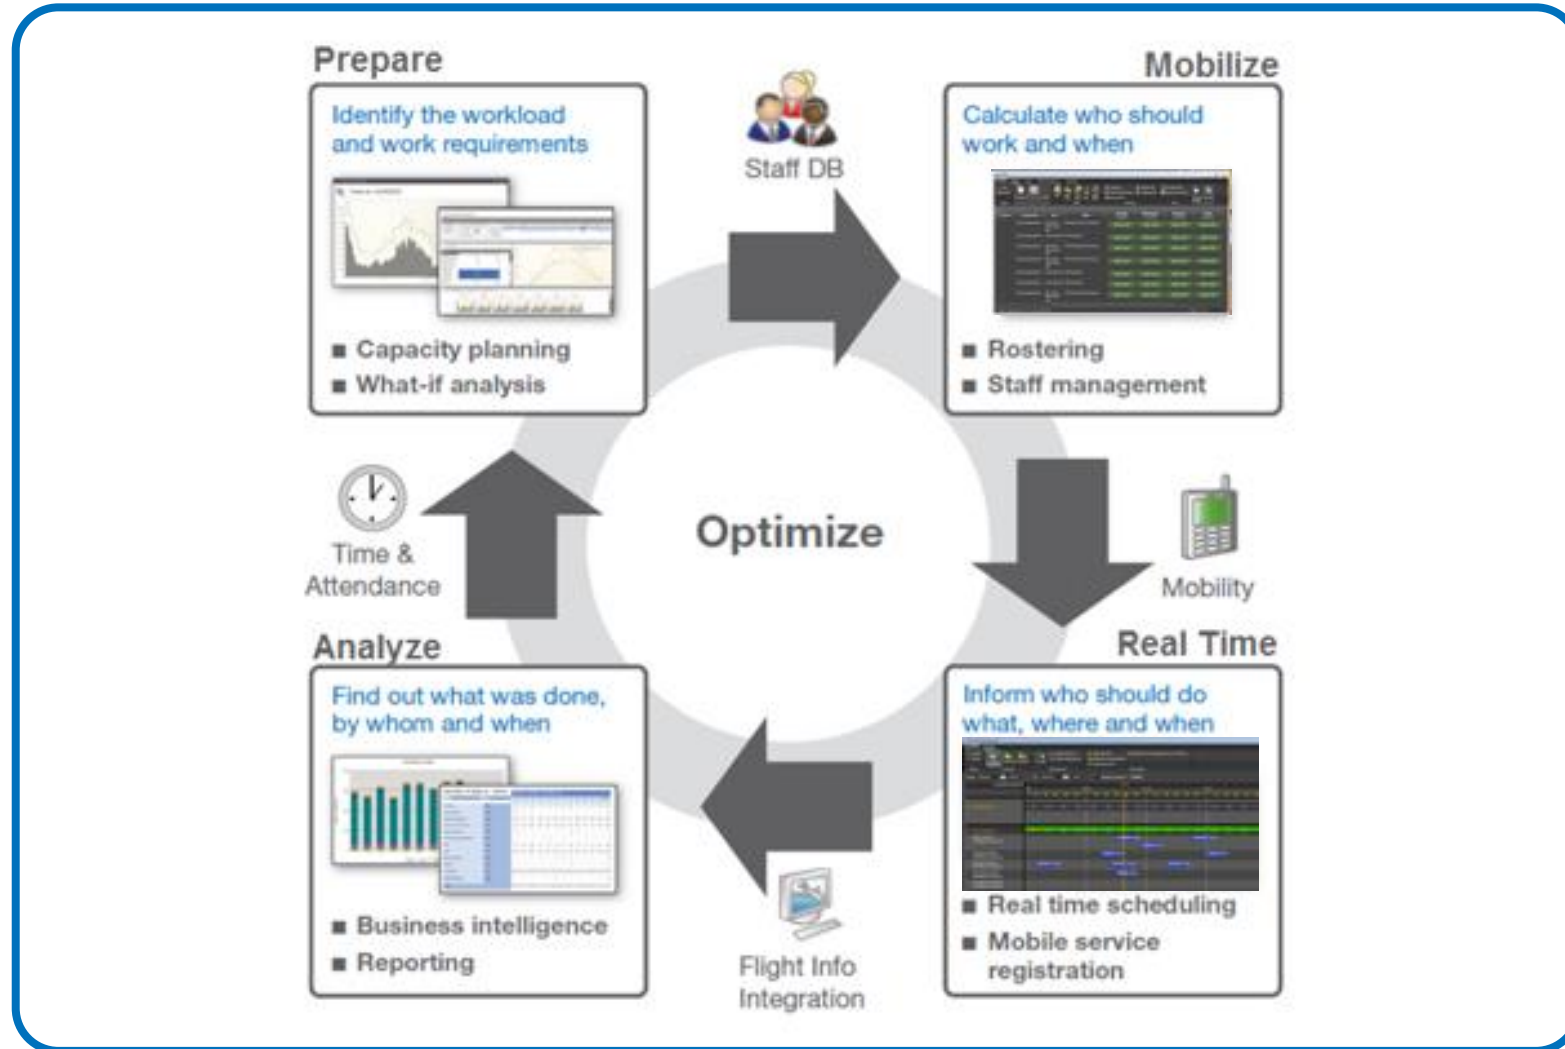 Prepare
Identify the workload
and work requirements
■ Capacity planning
■ What-if analysis
Staff DB
Mobilize
Calculate who should
work and when
■ Rostering
■ Staff management
Time &
Attendance
Optimize
Mobility
Analyze
Find out what was done,
by whom and when
■ Business intelligence
■ Reporting
Flight Info
Integration
Real Time
Inform who should do
what, where and when
■ Real time scheduling
■ Mobile service
registration